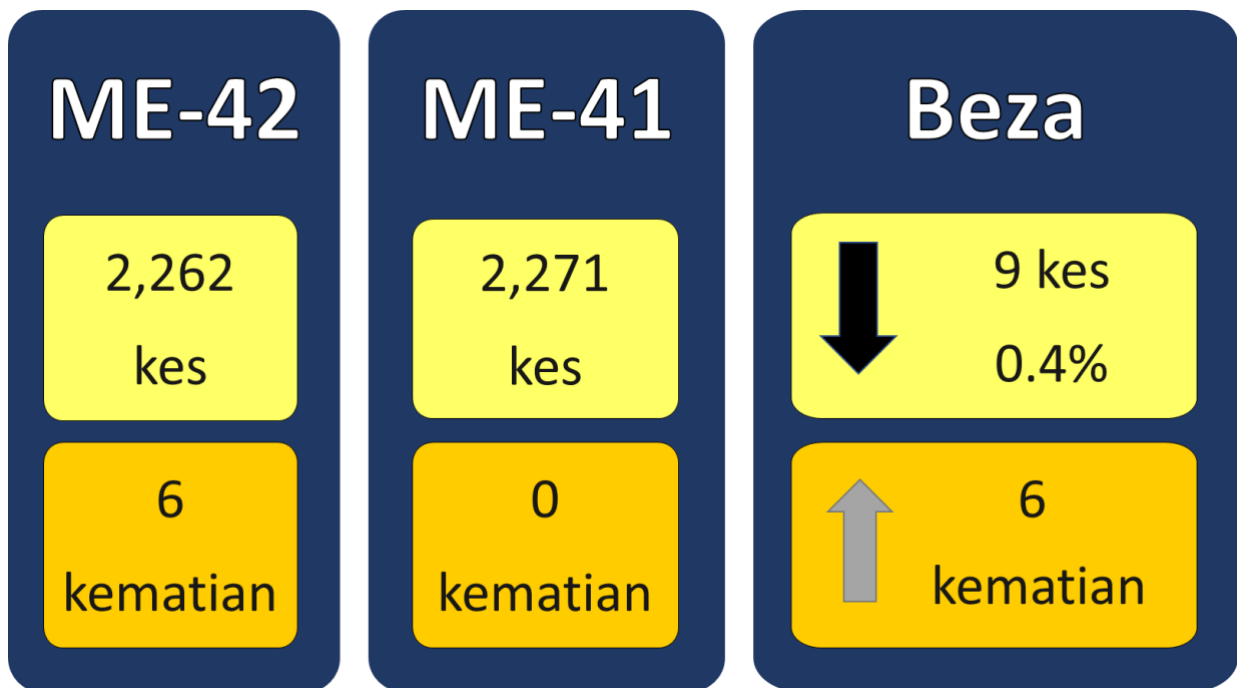 ME-42
2,262
kes
6
kematian
ME-41
2,271
kes
0
kematian
Beza
9 kes
0.4%
6
kematian